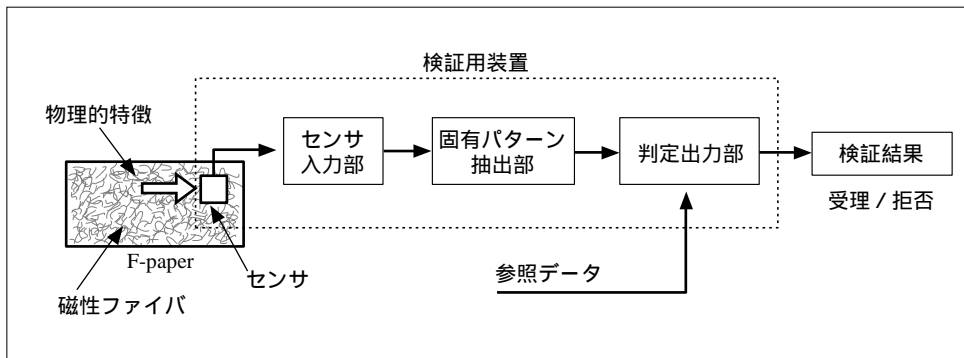 検証用装置
物理的特徴
センサ
入力部
固有パターン
抽出部
判定出力部
検証結果
受理 / 拒否
F-paper
センサ
磁性ファイバ
参照データ